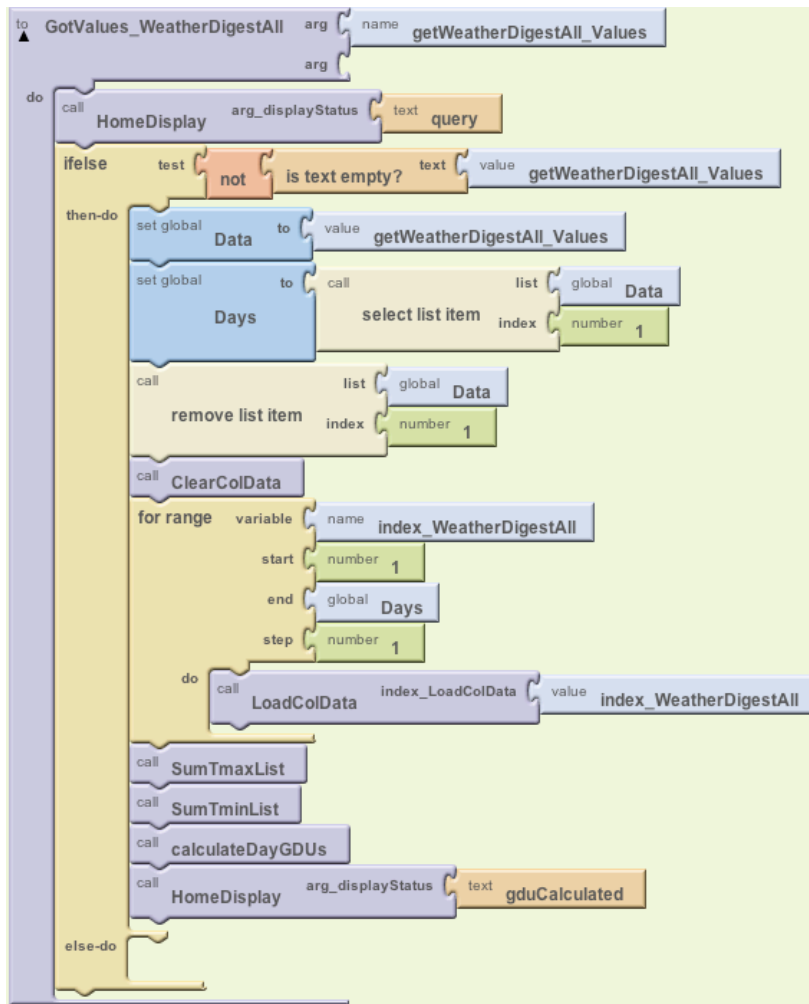 to GotValues_WeatherDigestAll arg name getWeatherDigestAll_Values
arg
do call HomeDisplay arg_displayStatus text query
ifelse test not is text empty? text value getWeatherDigestAll_Values
then-do set global Data to value getWeatherDigestAll_Values
set global Days to call select list item list global Data
index number 1
call remove list item list global Data
index number 1
call ClearColData
for range variable name index_WeatherDigestAll
start number 1
end global Days
step number 1
do call LoadColData index_LoadColData value index_WeatherDigestAll
call SumTmaxList
call SumTminList
call calculateDayGDUs
call HomeDisplay arg_displayStatus text gduCalculated
else-do